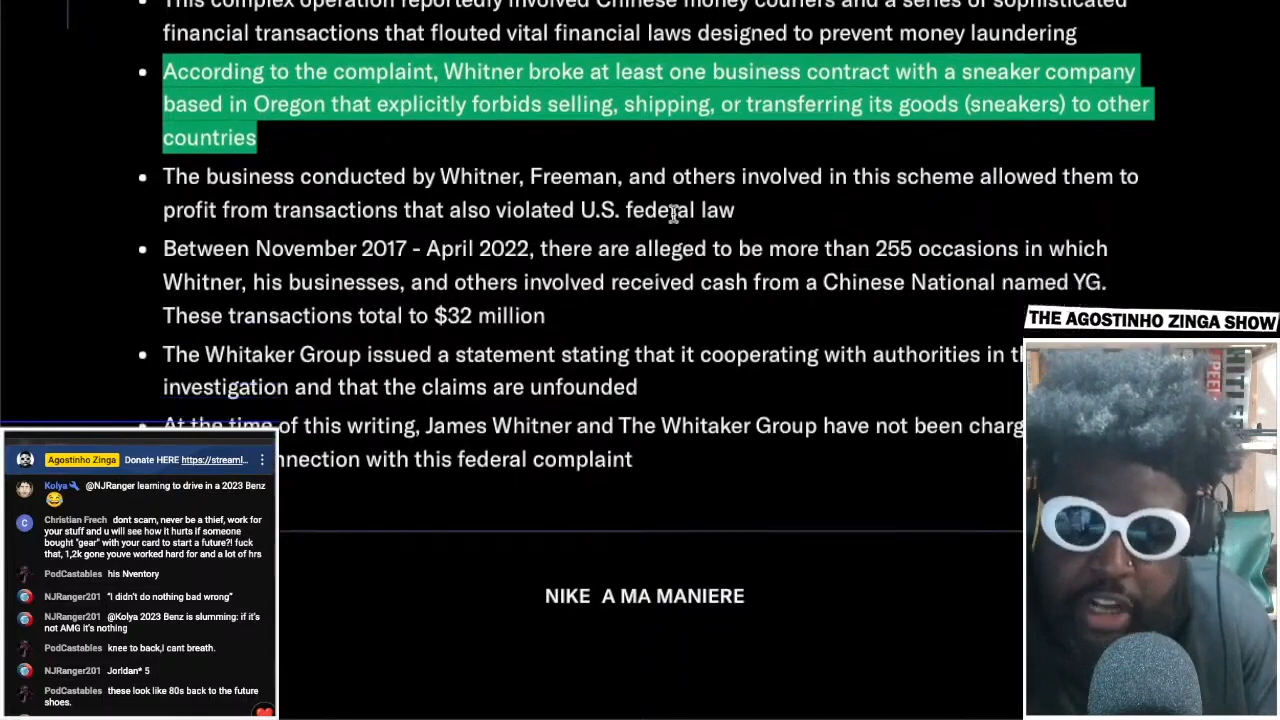 This complex operation reportedly involved Chinese money couriers and a series of sophisticated
financial transactions that flouted vital financial laws designed to prevent money laundering
According to the complaint, Whitner broke at least one business contract with a sneaker company
based in Oregon that explicitly forbids selling, shipping, or transferring its goods (sneakers) to other
countries
The business conducted by Whitner, Freeman, and others involved in this scheme allowed them to
profit from transactions that also violated U.S. federal law
Between November 2017 - April 2022, there are alleged to be more than 255 occasions in which
Whitner, his businesses, and others involved received cash from a Chinese National named YG.
These transactions total to $32 million
The Whitaker Group issued a statement stating that it cooperating with authorities in th
investigation and that the claims are unfounded
At the time of this writing, James Whitner and The Whitaker Group have not been charg
nnection with this federal complaint
NIKE A MA MANIERE
THE AGOSTINHO ZINGA SHOW
Agostinho Zinga Donate HERE https://streaml...
Kolya @NJRanger learning to drive in a 2023 Benz
Christian Frech dont scam, never be a thief, work for
your stuff and u will see how it hurts if someone
bought "gear" with your card to start a future?! fuck
that, 1,2k gone youve worked hard for and a lot of hrs
PodCastables his Nventory
NJRanger201 "I didn't do nothing bad wrong"
NJRanger201 @Kolya 2023 Benz is slumming: if it's
not AMG it's nothing
PodCastables knee to back,i cant breath.
NJRanger201 Jorldan* 5
PodCastables these look like 80s back to the future
shoes.